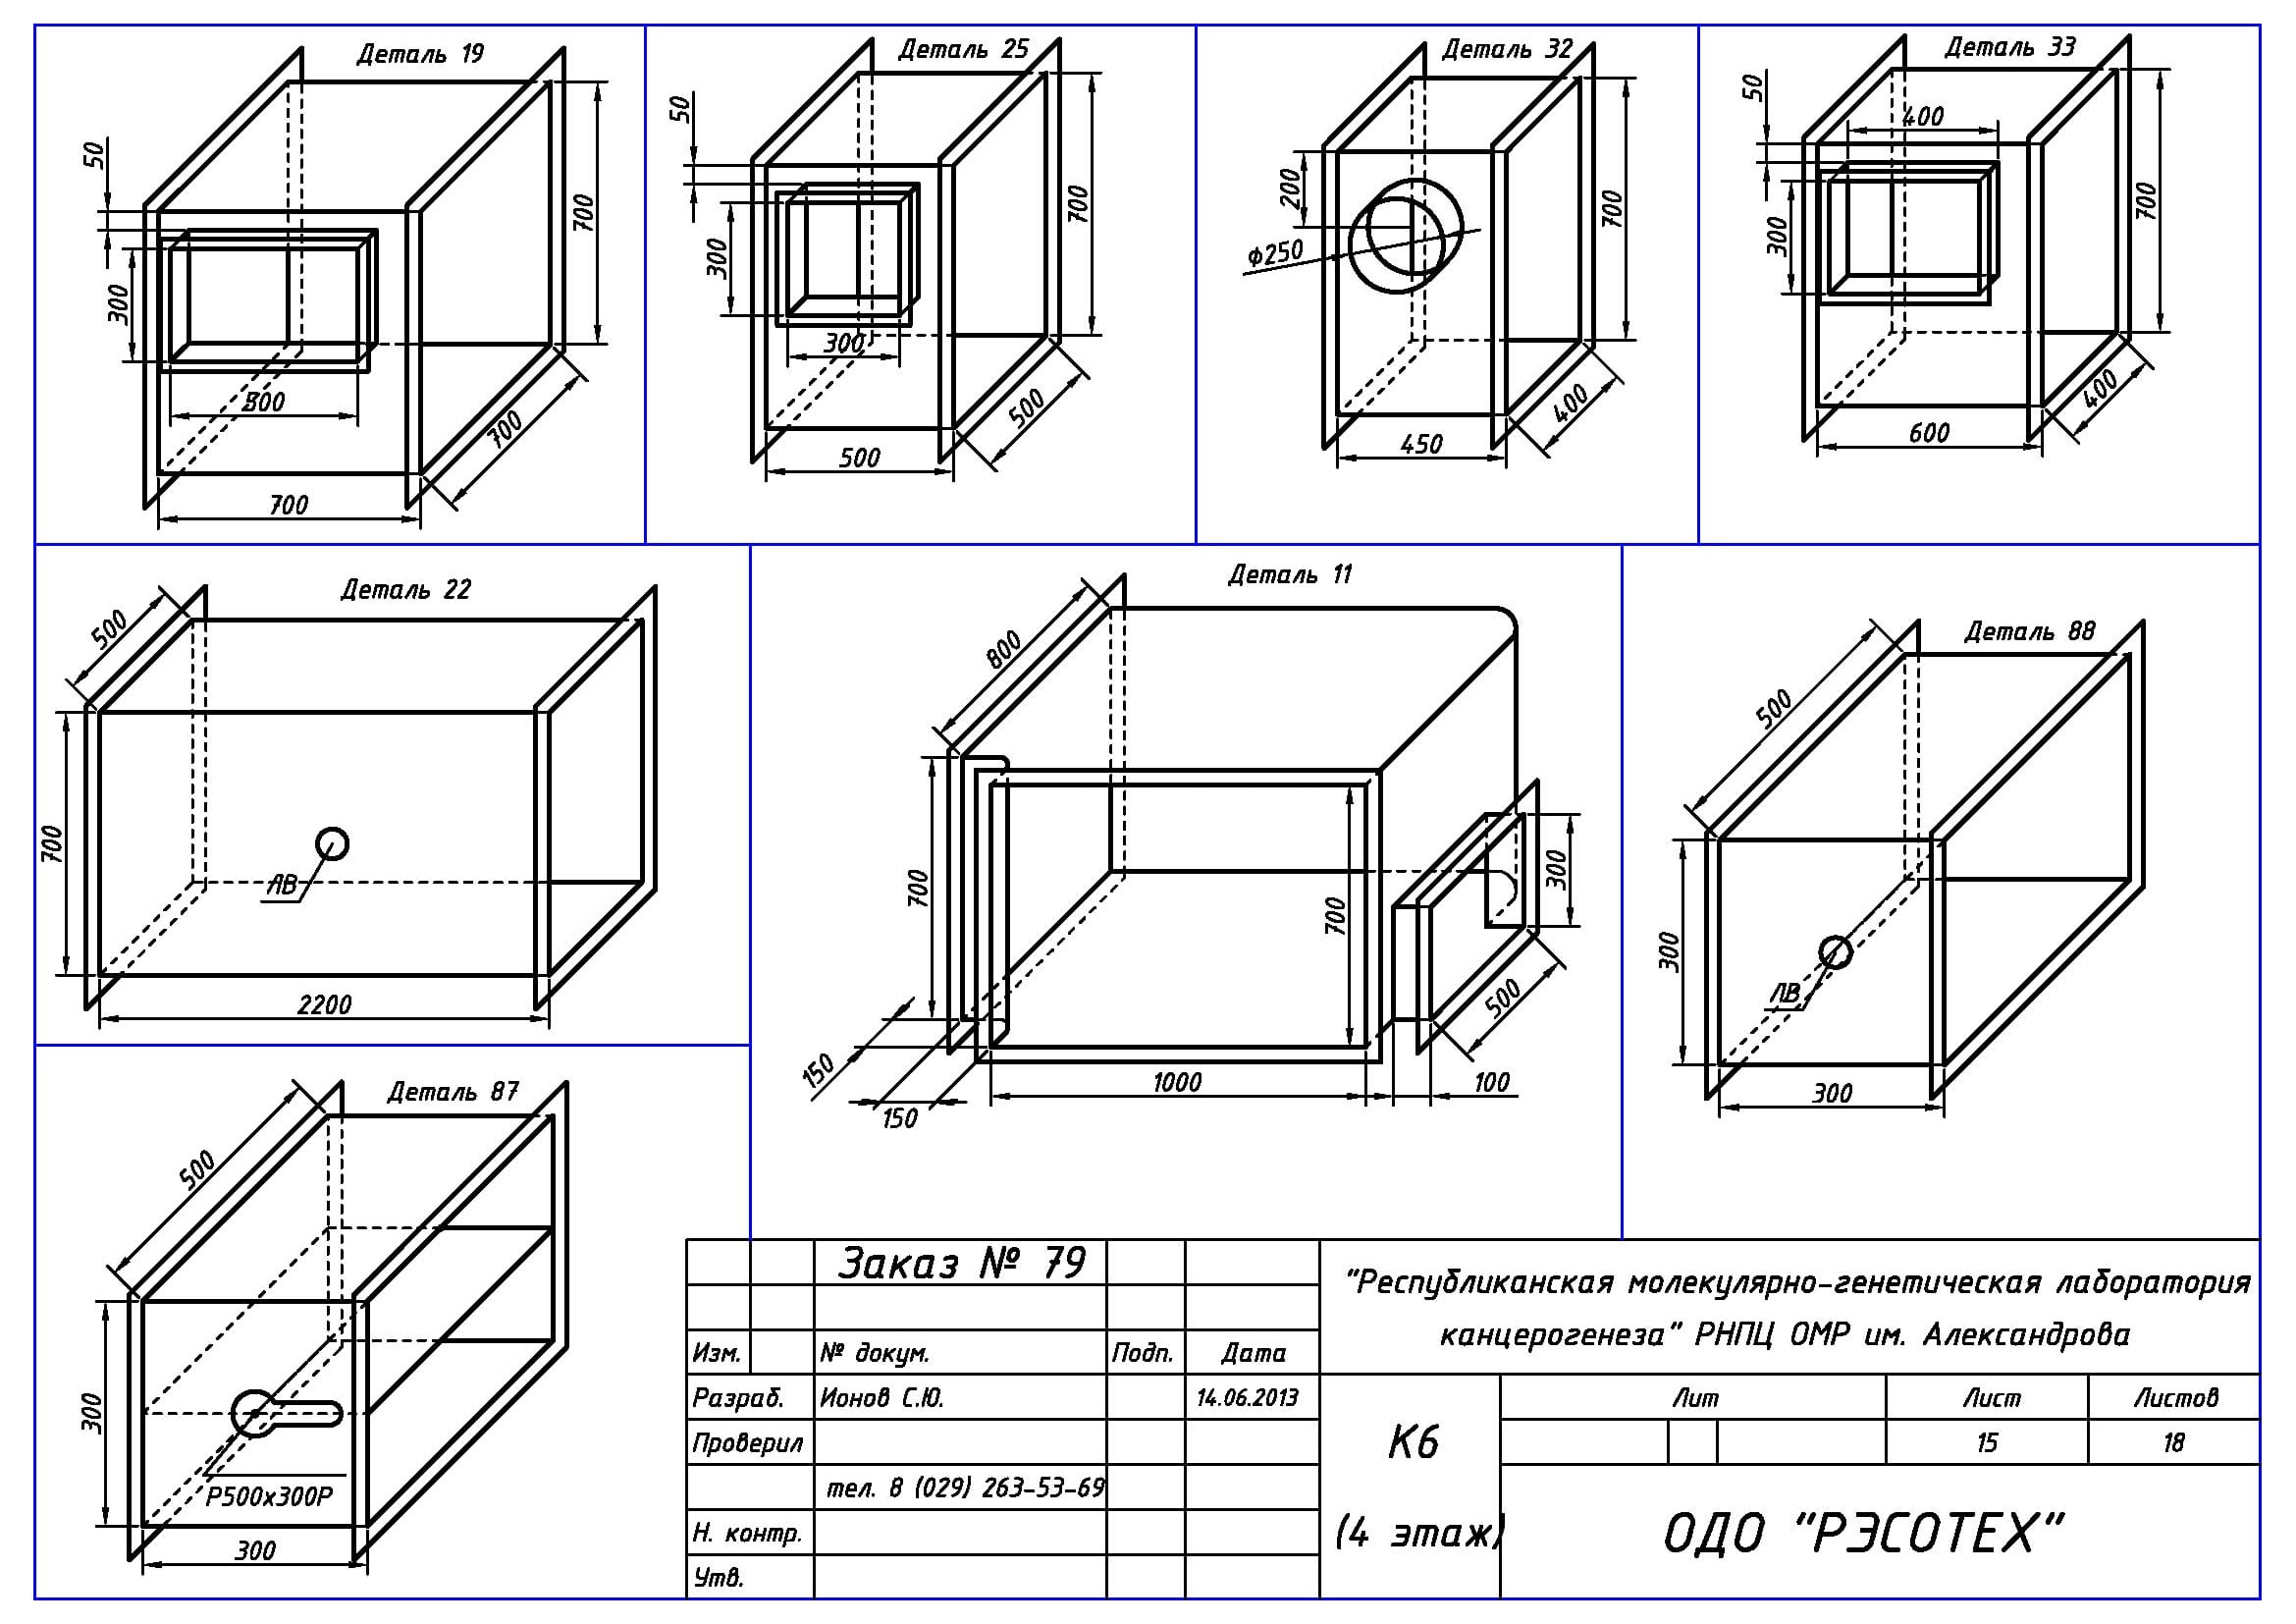 Деталь 19
50
300
500
700
700
700
Деталь 25
50
300
300
700
500
500
Деталь 32
200
Ф250
700
400
450
Деталь 33
50
400
300
700
400
600
Деталь 22
500
700
ЛВ
2200
Деталь 11
800
700
700
300
500
150
150
1000
100
Деталь 88
500
300
ЛВ
300
Деталь 87
500
300
Р500х300Р
300
Заказ № 79
Изм. № докум. Подп. Дата
Разраб. Ионов С.Ю. 14.06.2013
Проверил
тел. 8 (029) 263-53-69
Н. контр.
Утв.
"Республиканская молекулярно-генетическая лаборатория
канцерогенеза" РНПЦ ОМР им. Александрова
К6
(4 этаж)
Лит Лист Листов
15 18
ОДО "РЭСОТЕХ"